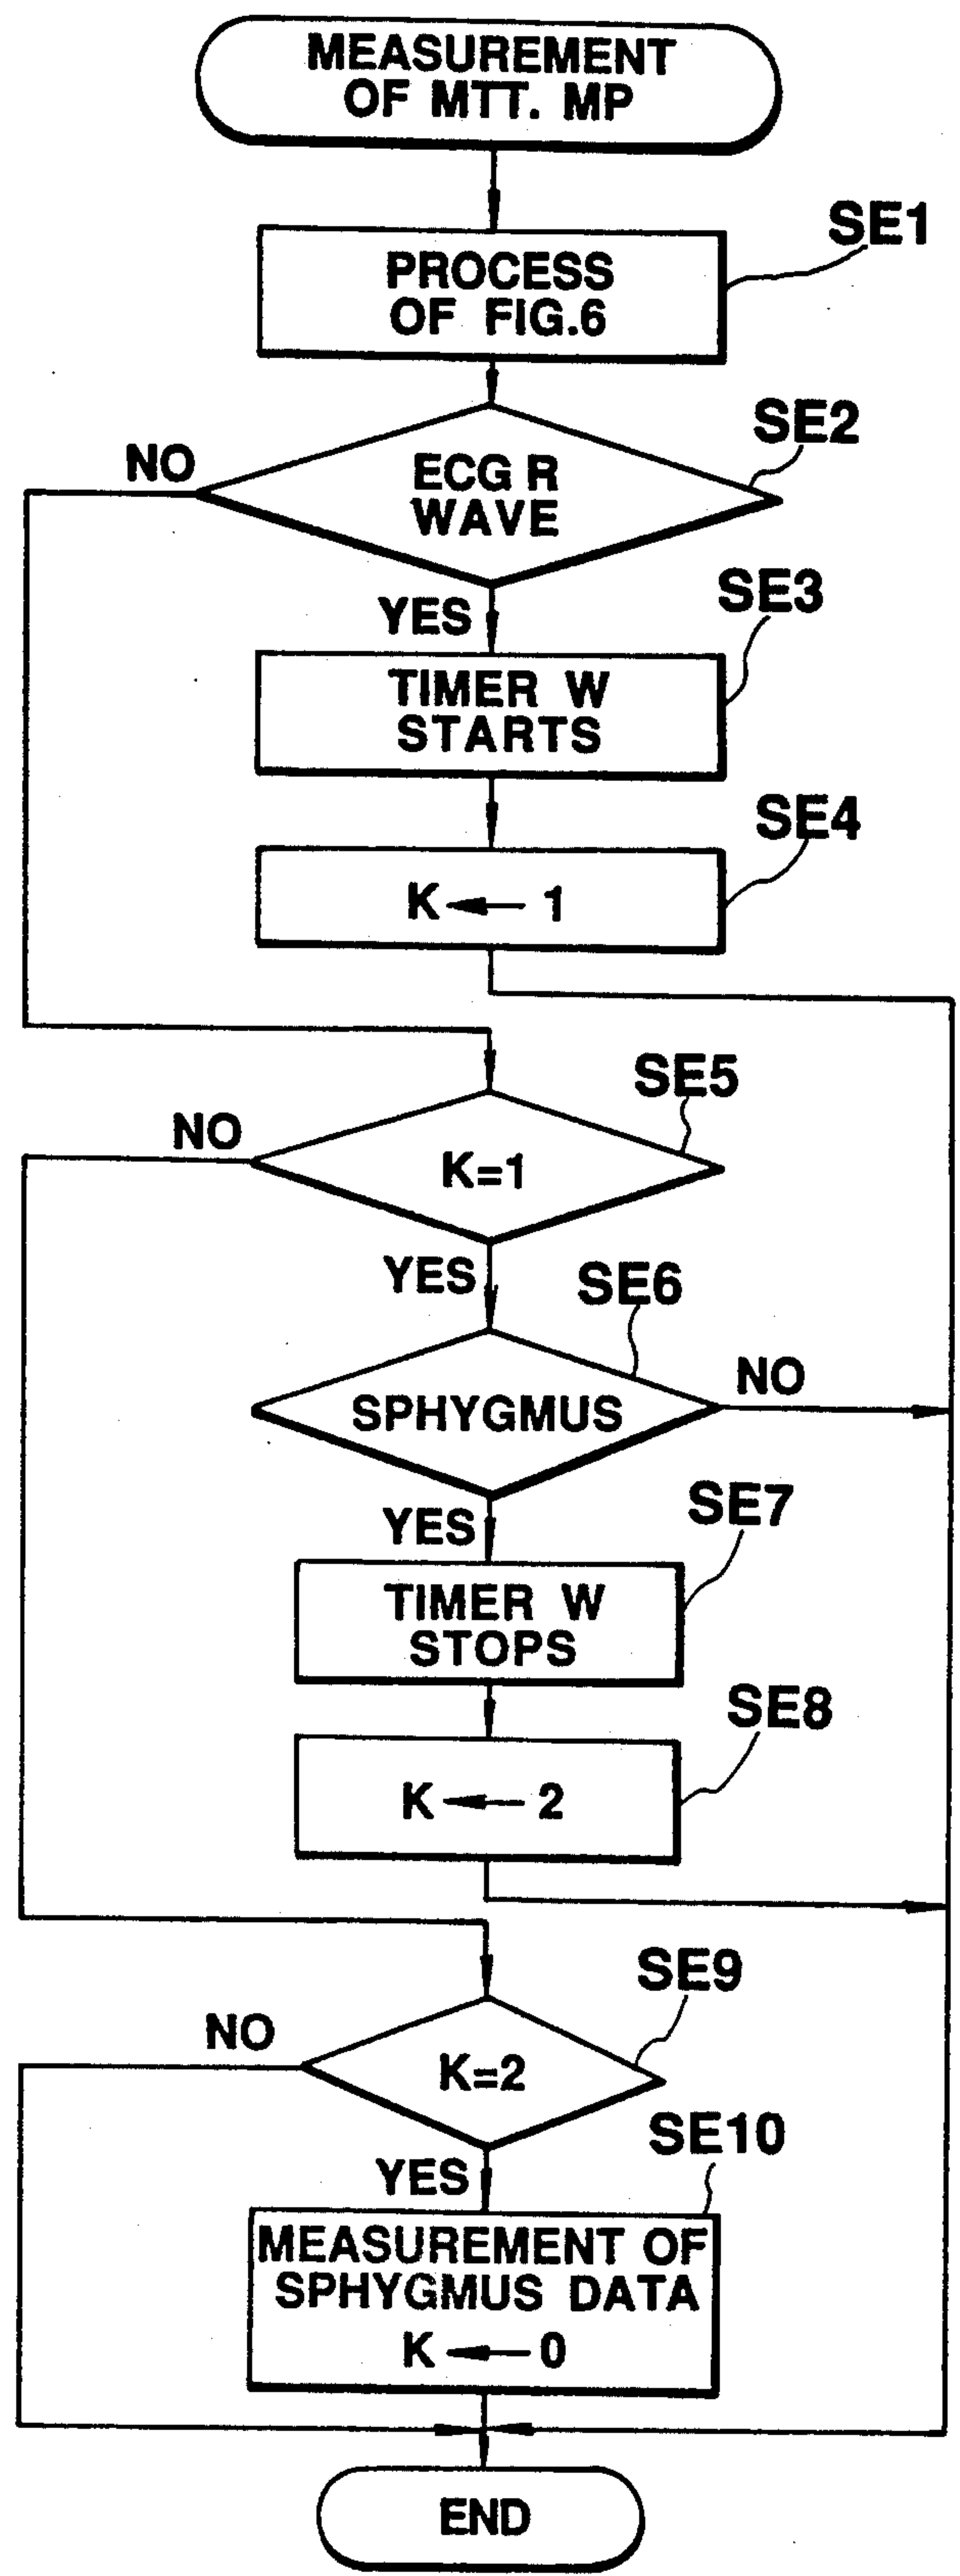 MEASUREMENT
OF MTT. MP
SE1
PROCESS
OF FIG.6
SE2
NO
ECG R
WAVE
SE3
YES
TIMER W
STARTS
SE4
K ← 1
SE5
NO
K=1
YES
SE6
NO
SPHYGMUS
SE7
YES
TIMER W
STOPS
SE8
K ← 2
SE9
NO
K=2
SE10
YES
MEASUREMENT OF
SPHYGMUS DATA
K ← 0
END